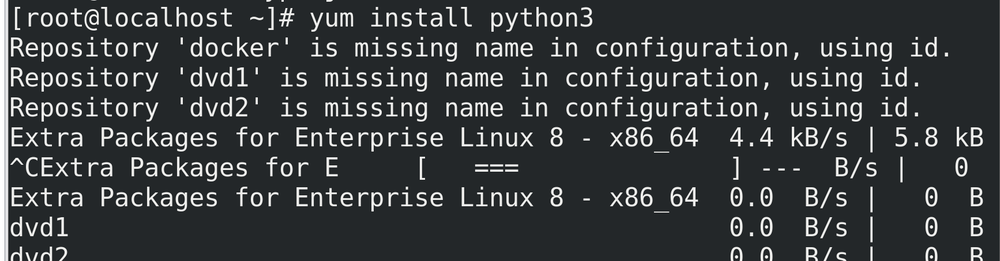 [root@localhost ~]# yum install python3
Repository 'docker' is missing name in configuration, using id.
Repository 'dvd1' is missing name in configuration, using id.
Repository 'dvd2' is missing name in configuration, using id.
Extra Packages for Enterprise Linux 8 - x86_64  4.4 kB/s | 5.8 kB
^CExtra Packages for E     [   ===              ] ---  B/s |   0
Extra Packages for Enterprise Linux 8 - x86_64  0.0  B/s |   0  B
dvd1                                            0.0  B/s |   0  B
dvd2                                            0.0  B/s |   0  B